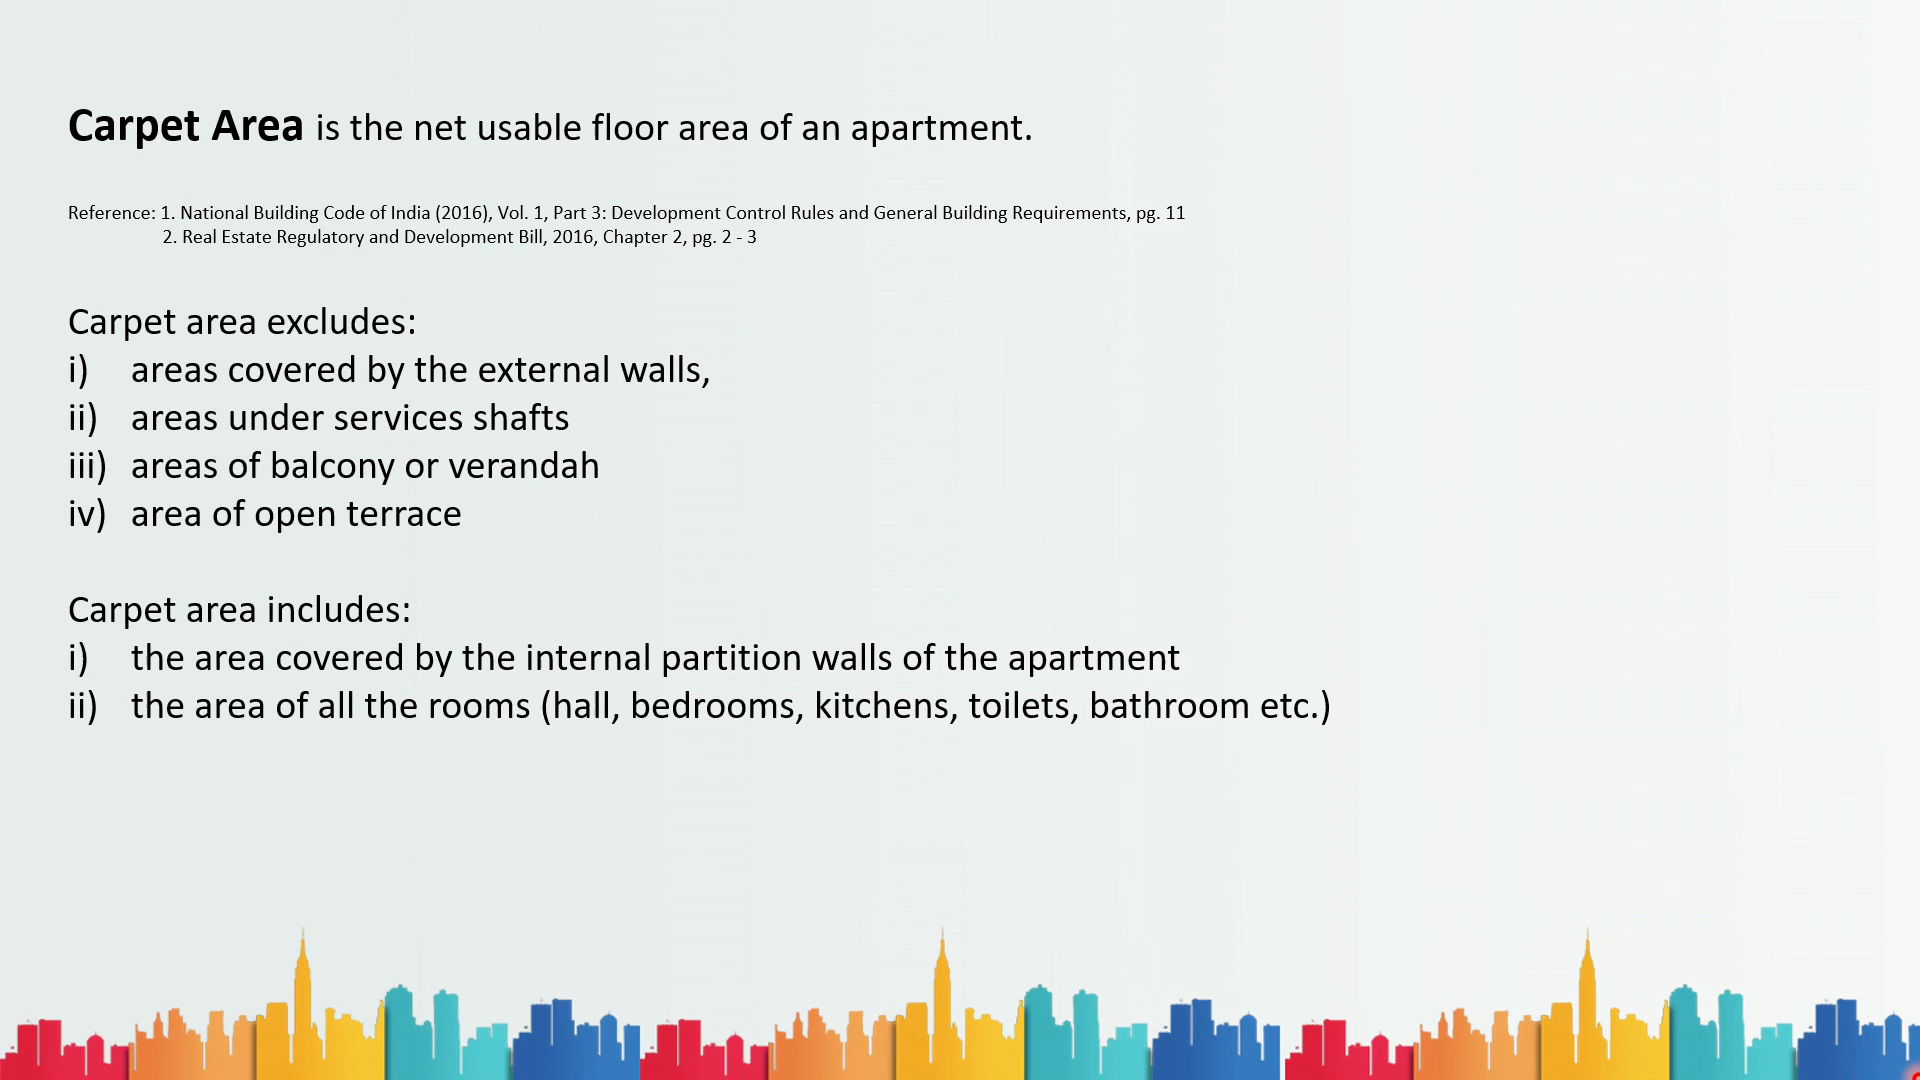 Carpet Area is the net usable floor area of an apartment.
Reference: 1. National Building Code of India (2016), Vol. 1, Part 3: Development Control Rules and General Building Requirements, pg. 11
2. Real Estate Regulatory and Development Bill, 2016, Chapter 2, pg. 2 - 3
Carpet area excludes:
i) areas covered by the external walls,
ii) areas under services shafts
iii) areas of balcony or verandah
iv) area of open terrace
Carpet area includes:
i) the area covered by the internal partition walls of the apartment
ii) the area of all the rooms (hall, bedrooms, kitchens, toilets, bathroom etc.)